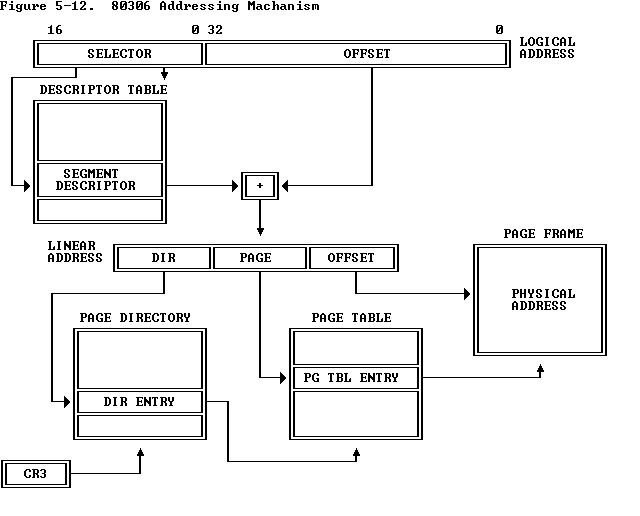 Figure 5-12.  80306 Addressing Machanism
16 0 32 0
SELECTOR OFFSET
LOGICAL
ADDRESS
DESCRIPTOR TABLE
SEGMENT
DESCRIPTOR
+
LINEAR
ADDRESS
DIR PAGE OFFSET
PAGE FRAME
PHYSICAL
ADDRESS
PAGE DIRECTORY
PAGE TABLE
PG TBL ENTRY
DIR ENTRY
CR3